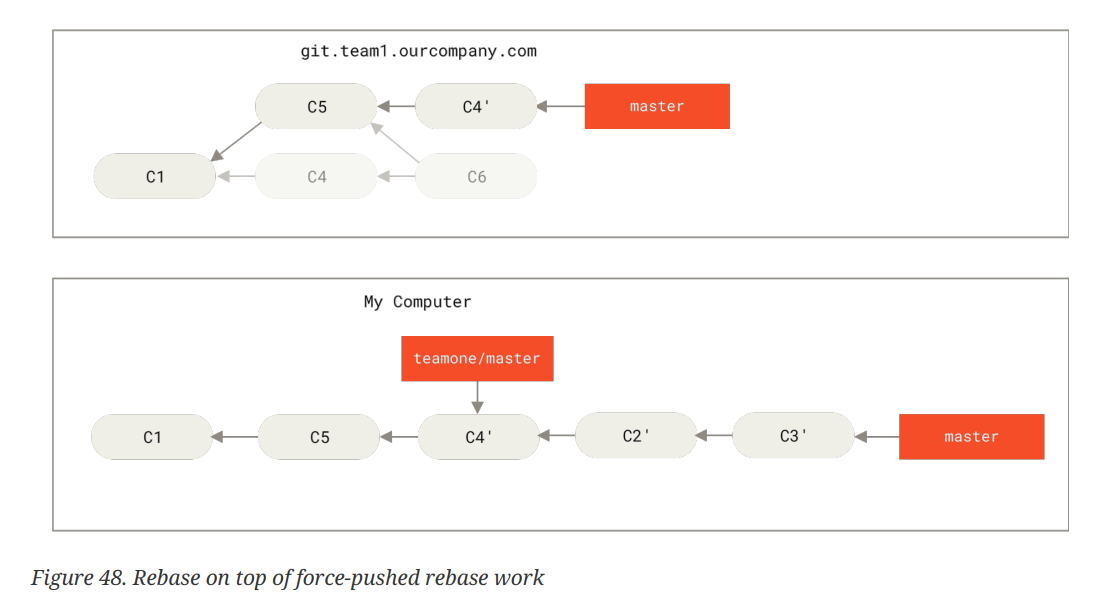 git.team1.ourcompany.com
C5
C4'
master
C1
C4
C6
My Computer
teamone/master
C1
C5
C4'
C2'
C3'
master
Figure 48. Rebase on top of force-pushed rebase work